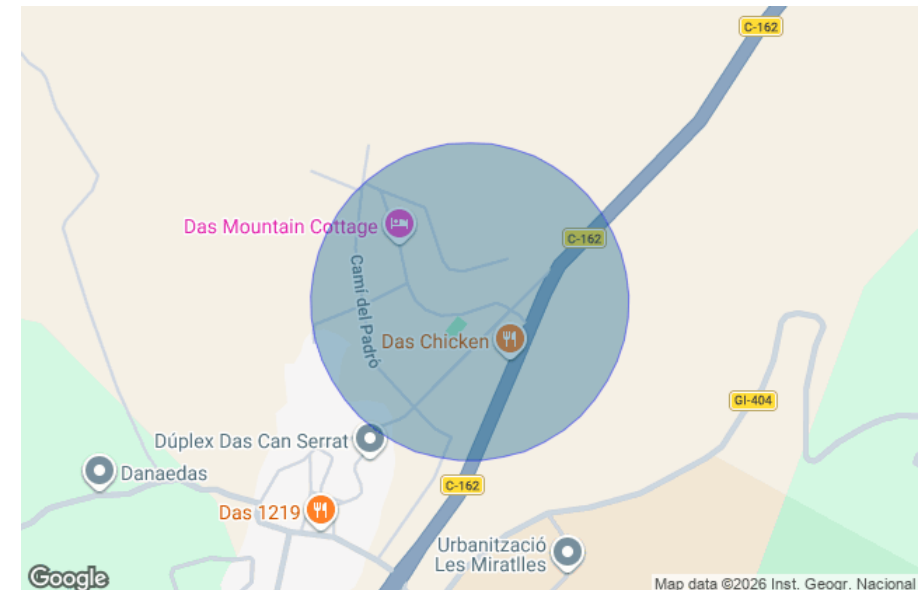 C-162
Das Mountain Cottage
C-162
Camí del Padró
Das Chicken
GI-404
Dúplex Das Can Serrat
Danaedas
C-162
Das 1219
Urbanització
Les Miratlles
Google
Map data ©2026 Inst. Geogr. Nacional